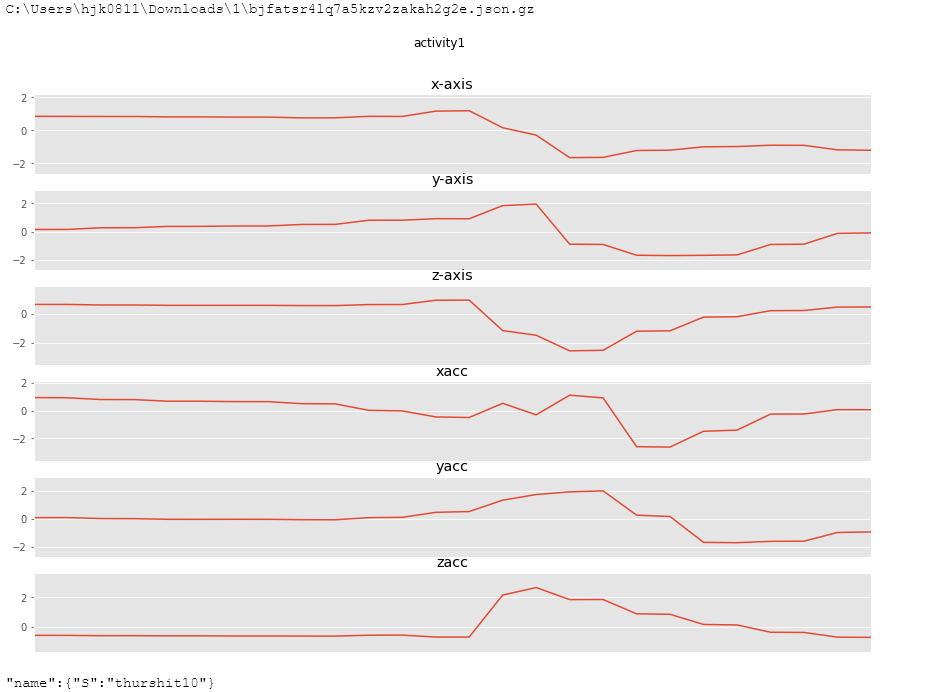 C:\Users\hjk0811\Downloads\1\bjfatsr4lq7a5kzv2zakah2g2e.json.gz
activity1
x-axis
2
0
−2
y-axis
2
0
−2
z-axis
0
−2
xacc
2
0
−2
yacc
2
0
−2
zacc
2
0
"name":{"S":"thurshit10"}